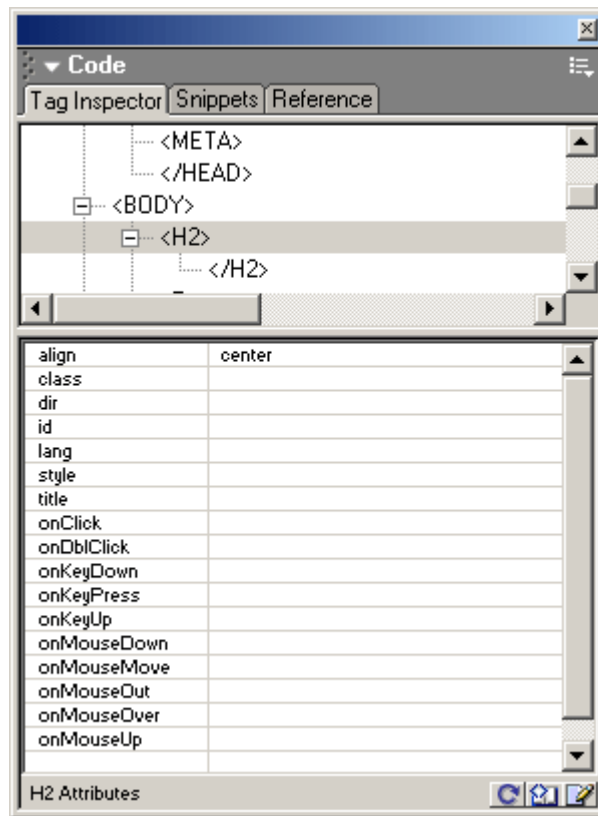 Code
Tag Inspector Snippets Reference
<META>
</HEAD>
<BODY>
<H2>
</H2>
align center
class
dir
id
lang
style
title
onClick
onDblClick
onKeyDown
onKeyPress
onKeyUp
onMouseDown
onMouseMove
onMouseOut
onMouseOver
onMouseUp
H2 Attributes